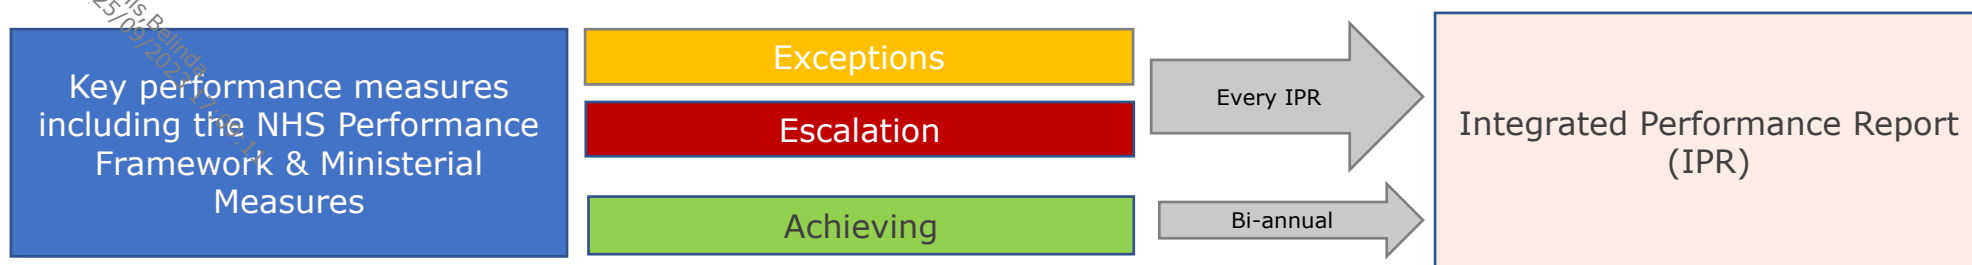 Key performance measures
including the NHS Performance
Framework & Ministerial
Measures
Exceptions
Escalation
Achieving
Every IPR
Bi-annual
Integrated Performance Report
(IPR)